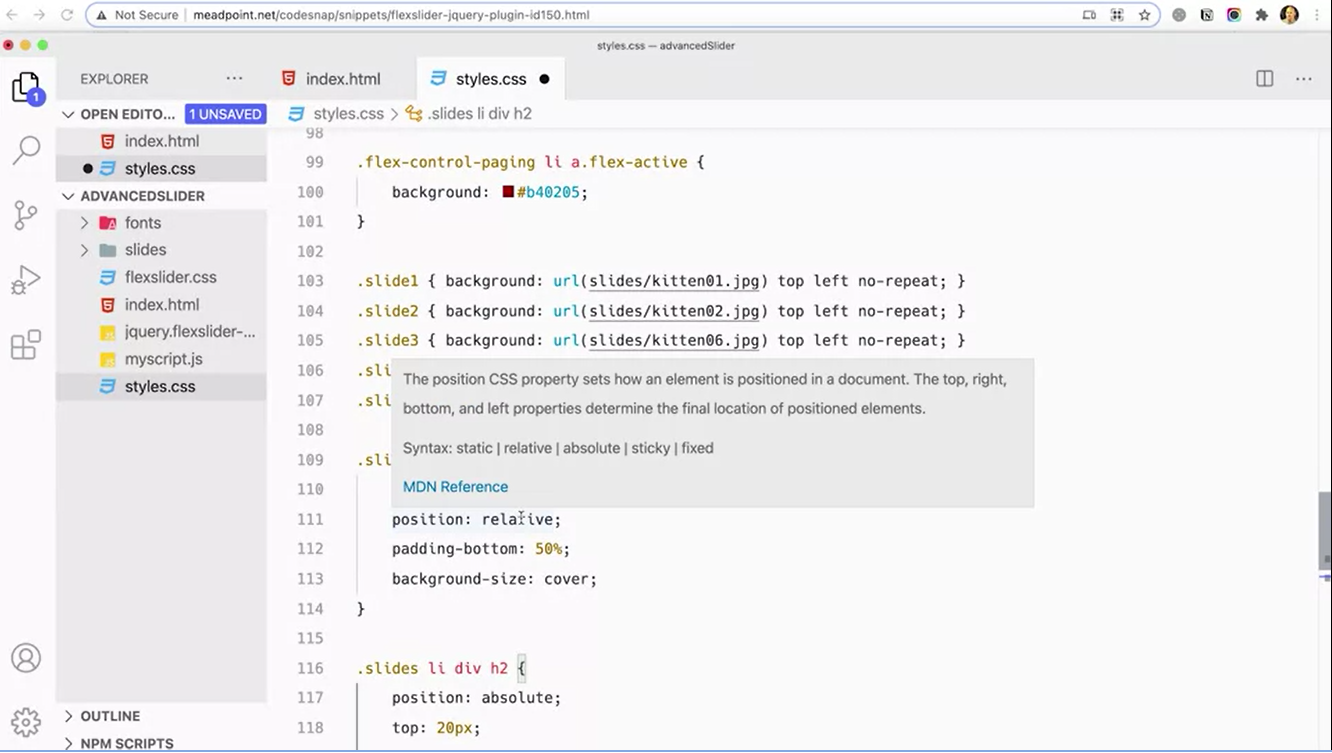 Not Secure | meadpoint.net/codesnap/snippets/flexslider-jquery-plugin-id150.html
styles.css — advancedSlider
EXPLORER ···
index.html
styles.css ●
OPEN EDITO... 1 UNSAVED
styles.css > .slides li div h2
index.html
● styles.css
ADVANCEDSLIDER
fonts
slides
flexslider.css
index.html
jquery.flexslider-...
myscript.js
styles.css
OUTLINE
NPM SCRIPTS
1
98
99 .flex-control-paging li a.flex-active {
100 background: #b40205;
101 }
102
103 .slide1 { background: url(slides/kitten01.jpg) top left no-repeat; }
104 .slide2 { background: url(slides/kitten02.jpg) top left no-repeat; }
105 .slide3 { background: url(slides/kitten06.jpg) top left no-repeat; }
106 .sli
107 .sli
108
109 .sli
110
The position CSS property sets how an element is positioned in a document. The top, right,
bottom, and left properties determine the final location of positioned elements.
Syntax: static | relative | absolute | sticky | fixed
MDN Reference
111 position: relative;
112 padding-bottom: 50%;
113 background-size: cover;
114 }
115
116 .slides li div h2 {
117 position: absolute;
118 top: 20px;